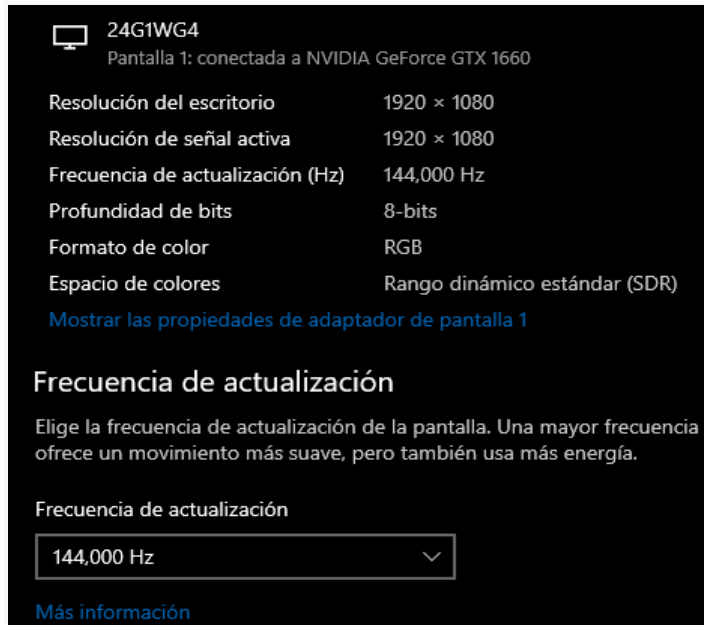 24G1WG4
Pantalla 1: conectada a NVIDIA GeForce GTX 1660
Resolución del escritorio 1920 × 1080
Resolución de señal activa 1920 × 1080
Frecuencia de actualización (Hz) 144,000 Hz
Profundidad de bits 8-bits
Formato de color RGB
Espacio de colores Rango dinámico estándar (SDR)
Mostrar las propiedades de adaptador de pantalla 1
Frecuencia de actualización
Elige la frecuencia de actualización de la pantalla. Una mayor frecuencia
ofrece un movimiento más suave, pero también usa más energía.
Frecuencia de actualización
144,000 Hz
Más información